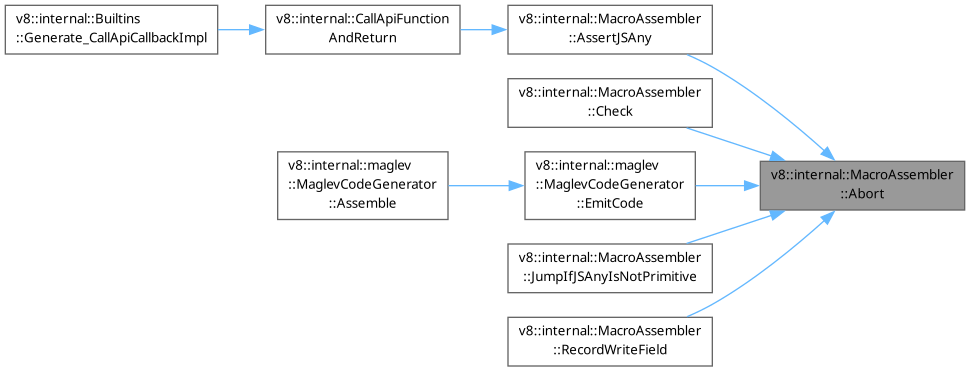 v8::internal::Builtins
::Generate_CallApiCallbackImpl
v8::internal::CallApiFunction
AndReturn
v8::internal::MacroAssembler
::AssertJSAny
v8::internal::MacroAssembler
::Check
v8::internal::maglev
::MaglevCodeGenerator
::Assemble
v8::internal::maglev
::MaglevCodeGenerator
::EmitCode
v8::internal::MacroAssembler
::Abort
v8::internal::MacroAssembler
::JumpIfJSAnyIsNotPrimitive
v8::internal::MacroAssembler
::RecordWriteField